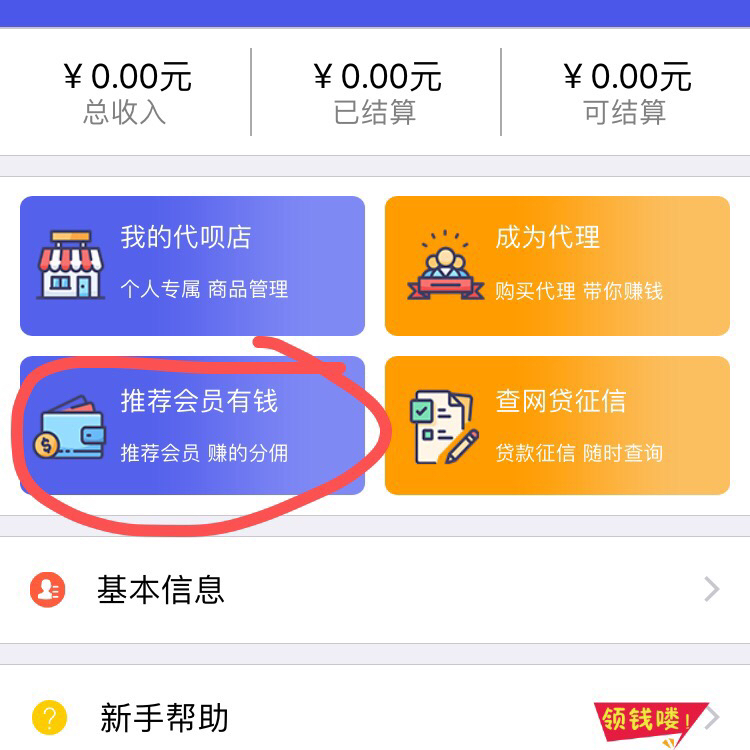 ￥0.00元 ￥0.00元 ￥0.00元
总收入 已结算 可结算
我的代呗店 成为代理
个人专属 商品管理 购买代理 带你赚钱
推荐会员有钱 查网贷征信
推荐会员 赚的分佣 贷款征信 随时查询
基本信息
新手帮助 领钱喽!